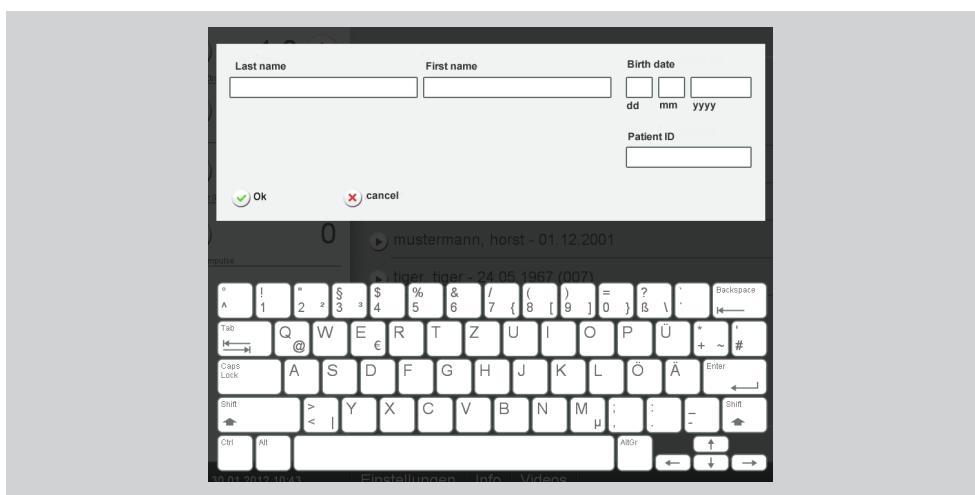 Last name First name Birth date
dd mm yyyy
Patient ID
Ok cancel
0 mustermann, horst - 01.12.2001
Impulse
tiger, tiger - 24.05.1967 (007)
° ! " § $ % & / ( ) = ? ` Backspace
^ 1 2 ² 3 ³ 4 5 6 7 { 8 [ 9 ] 0 } ß \ ´
Tab Q @ W E € R T Z U I O P Ü * + ~ ' #
Caps Lock A S D F G H J K L Ö Ä Enter
Shift > < | Y X C V B N M µ ; , : . _ - Shift
Ctrl Alt AltGr
30.01.2012 10:43 Einstellungen Info Videos